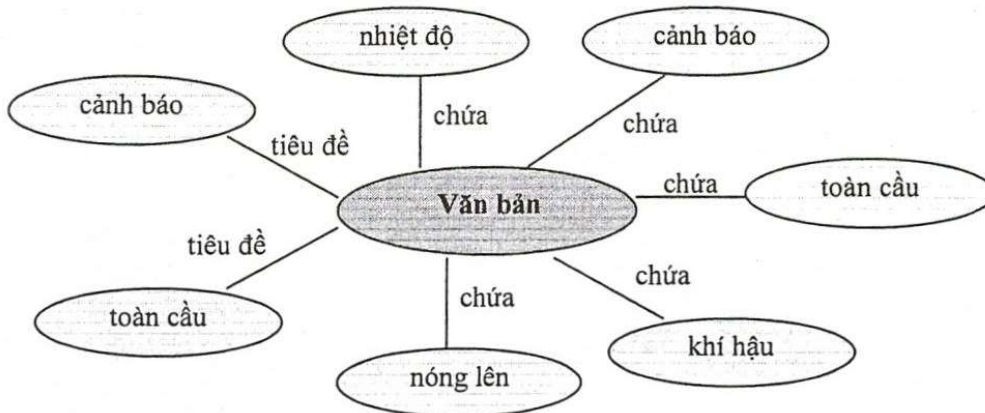 nhiệt độ
cảnh báo
cảnh báo
chứa
chứa
tiêu đề
chứa
toàn cầu
Văn bản
tiêu đề
chứa
chứa
toàn cầu
khí hậu
nóng lên